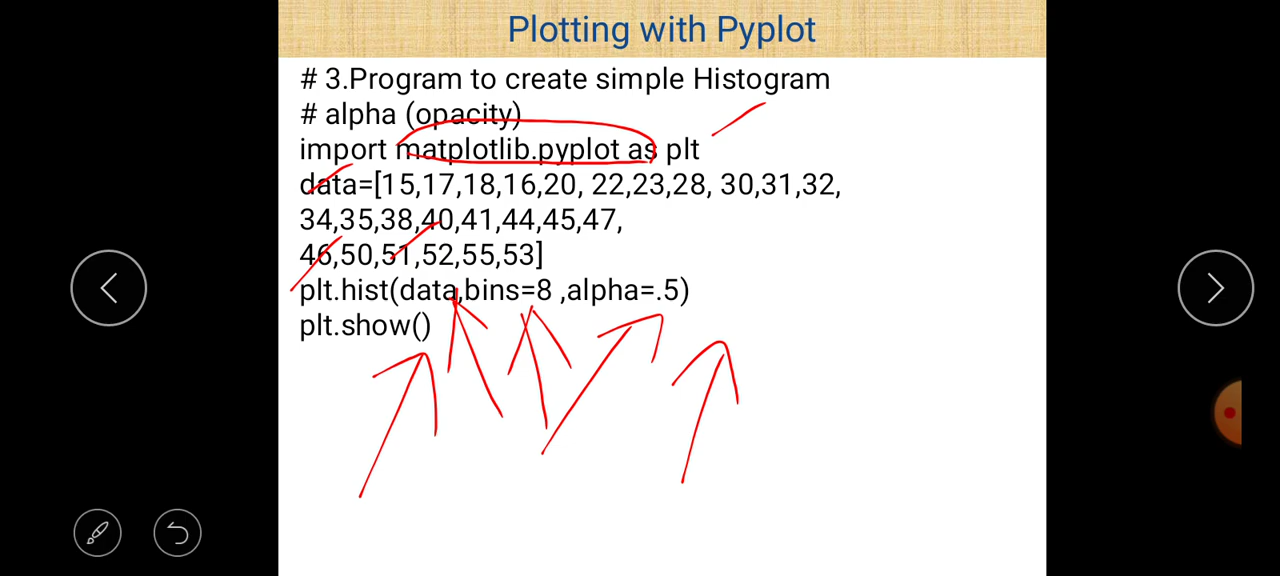 Plotting with Pyplot
# 3.Program to create simple Histogram
# alpha (opacity)
import matplotlib.pyplot as plt
data=[15,17,18,16,20, 22,23,28, 30,31,32,
34,35,38,40,41,44,45,47,
46,50,51,52,55,53]
plt.hist(data,bins=8 ,alpha=.5)
plt.show()